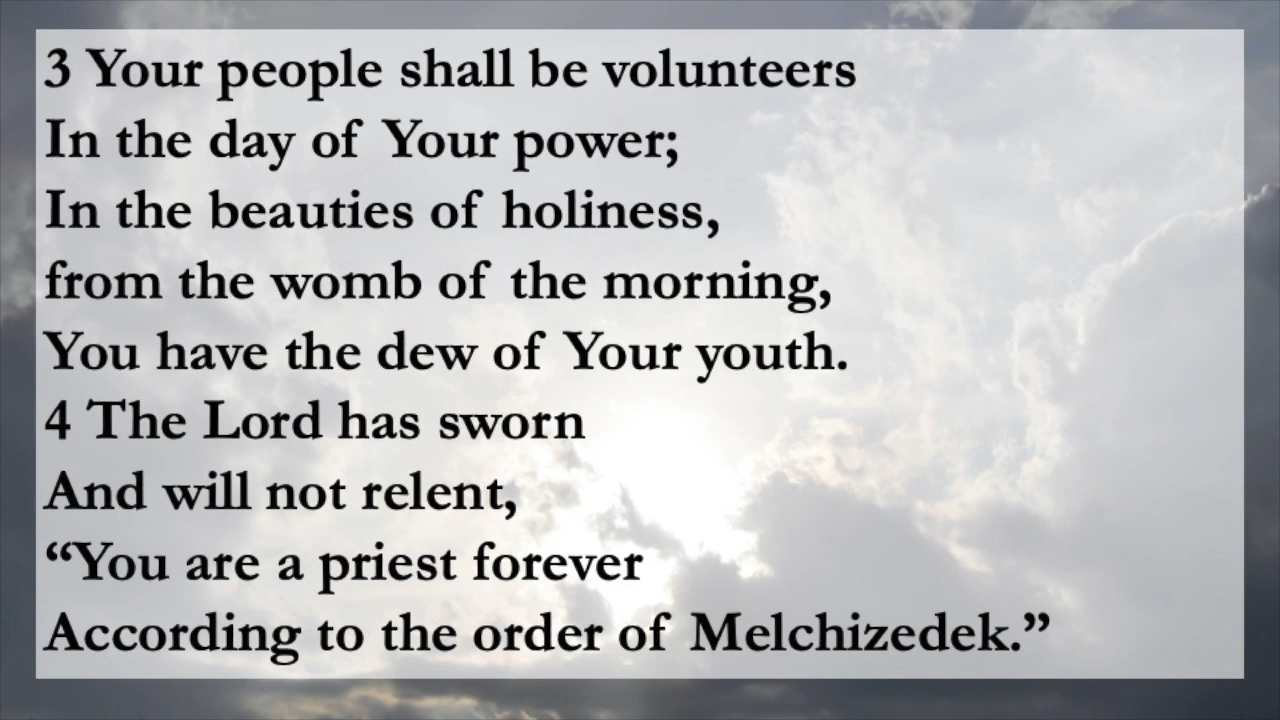 3 Your people shall be volunteers
In the day of Your power;
In the beauties of holiness,
from the womb of the morning,
You have the dew of Your youth.
4 The Lord has sworn
And will not relent,
“You are a priest forever
According to the order of Melchizedek.”